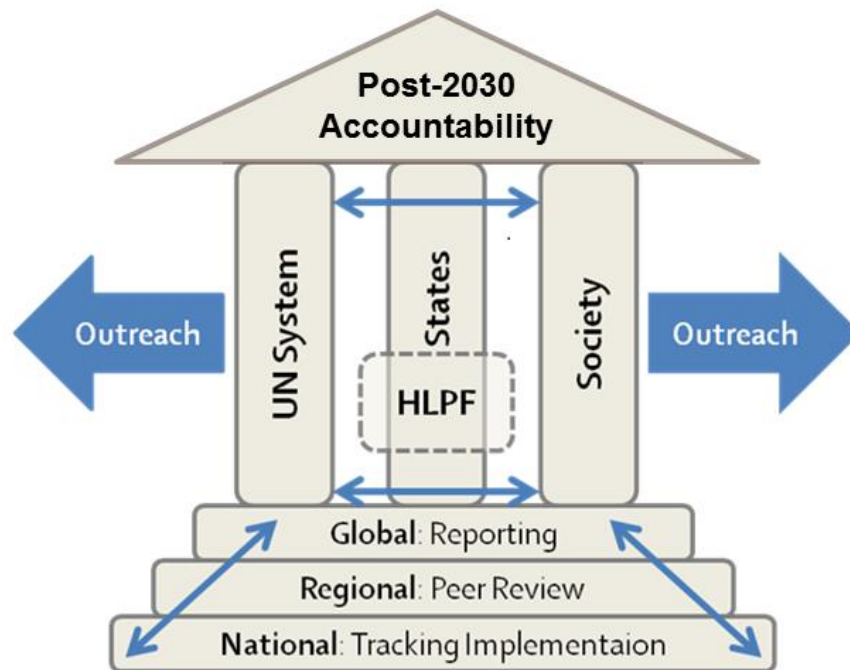 Post-2030
Accountability
UN System
States
Society
Outreach
Outreach
HLPF
Global: Reporting
Regional: Peer Review
National: Tracking Implementaion